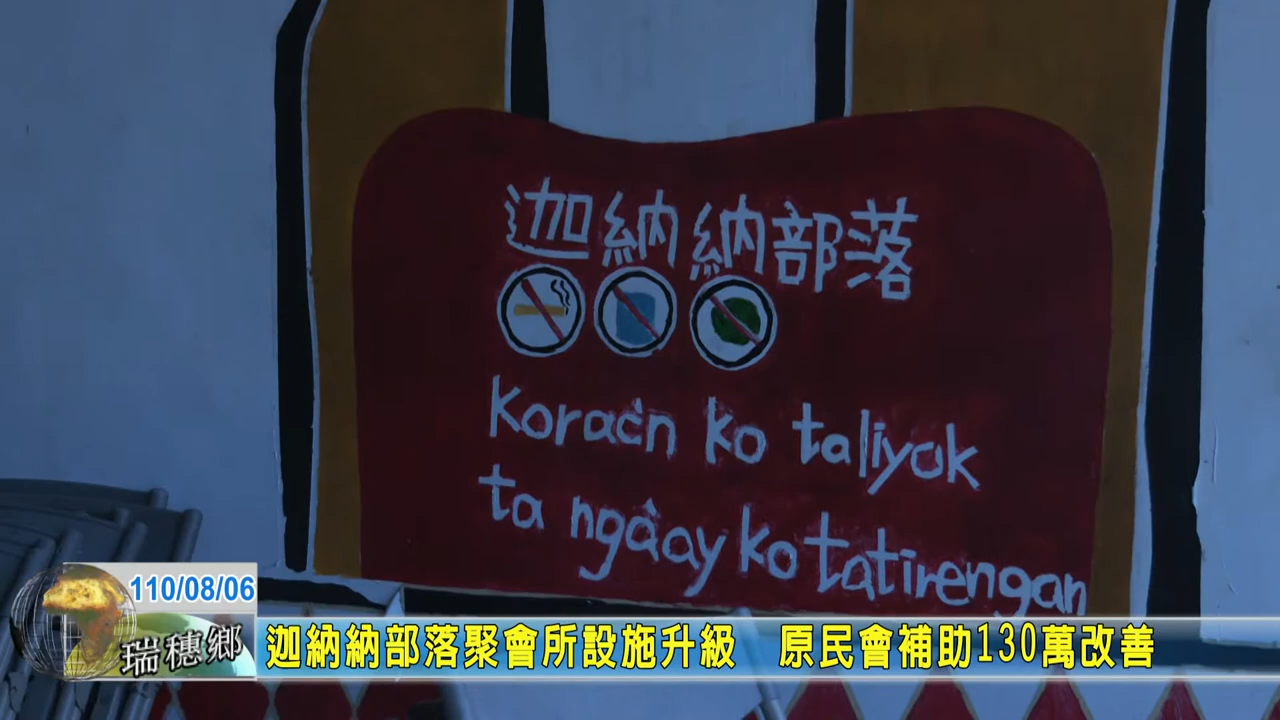 迦納納部落
Koraĉn ko taliyok
ta ngâay ko tatirengan
110/08/06
瑞穗鄉
迦納納部落聚會所設施升級 原民會補助130萬改善